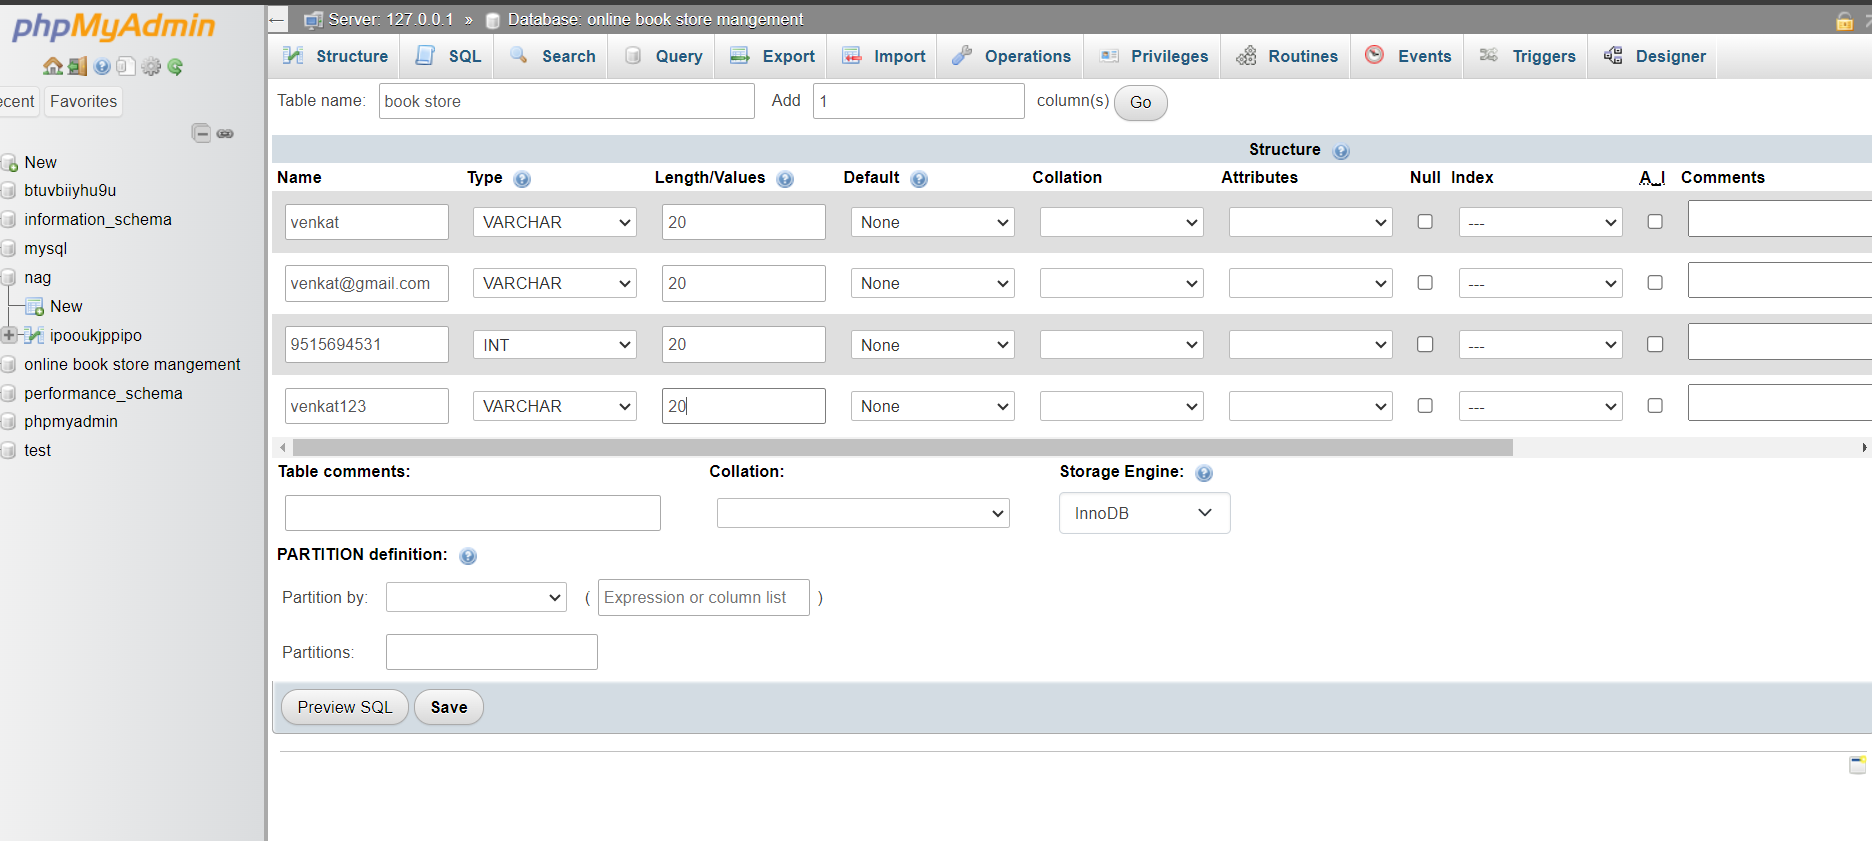 phpMyAdmin
ecent Favorites
New
btuvbiiyhu9u
information_schema
mysql
nag
New
ipooukjppipo
online book store mangement
performance_schema
phpmyadmin
test
Server: 127.0.0.1 » Database: online book store mangement
Structure SQL Search Query Export Import Operations Privileges Routines Events Triggers Designer
Table name: book store Add 1 column(s) Go
Structure
Name Type Length/Values Default Collation Attributes Null Index A_I Comments
venkat VARCHAR 20 None ---
venkat@gmail.com VARCHAR 20 None ---
9515694531 INT 20 None ---
venkat123 VARCHAR 20 None ---
Table comments: Collation: Storage Engine:
InnoDB
PARTITION definition:
Partition by: ( Expression or column list )
Partitions:
Preview SQL Save